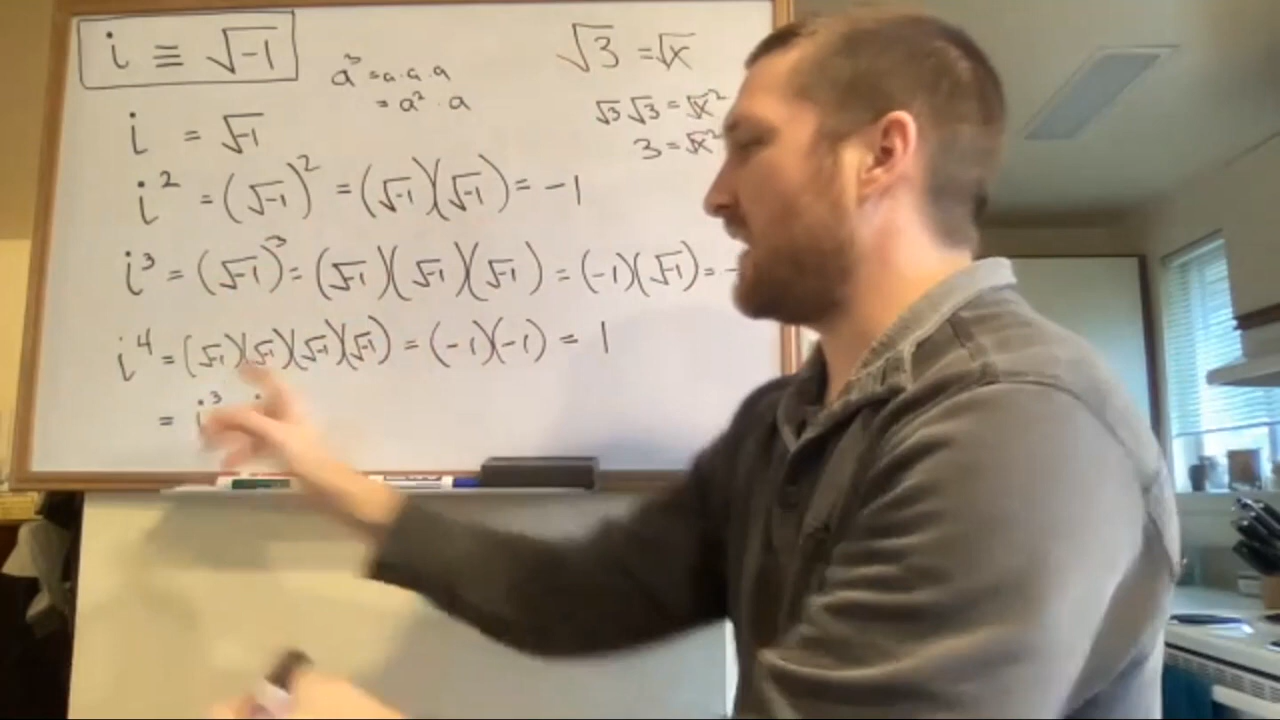 i ≡ √-1
a³ = a·a·a
= a² · a
√3 = √x
√3 √3 = √x²
3 = √x²
i = √-1
i² = (√-1)² = (√-1)(√-1) = -1
i³ = (√-1)³ = (√-1)(√-1)(√-1) = (-1)(√-1) = -
i⁴ = (√-1)(√-1)(√-1)(√-1) = (-1)(-1) = 1
= i³